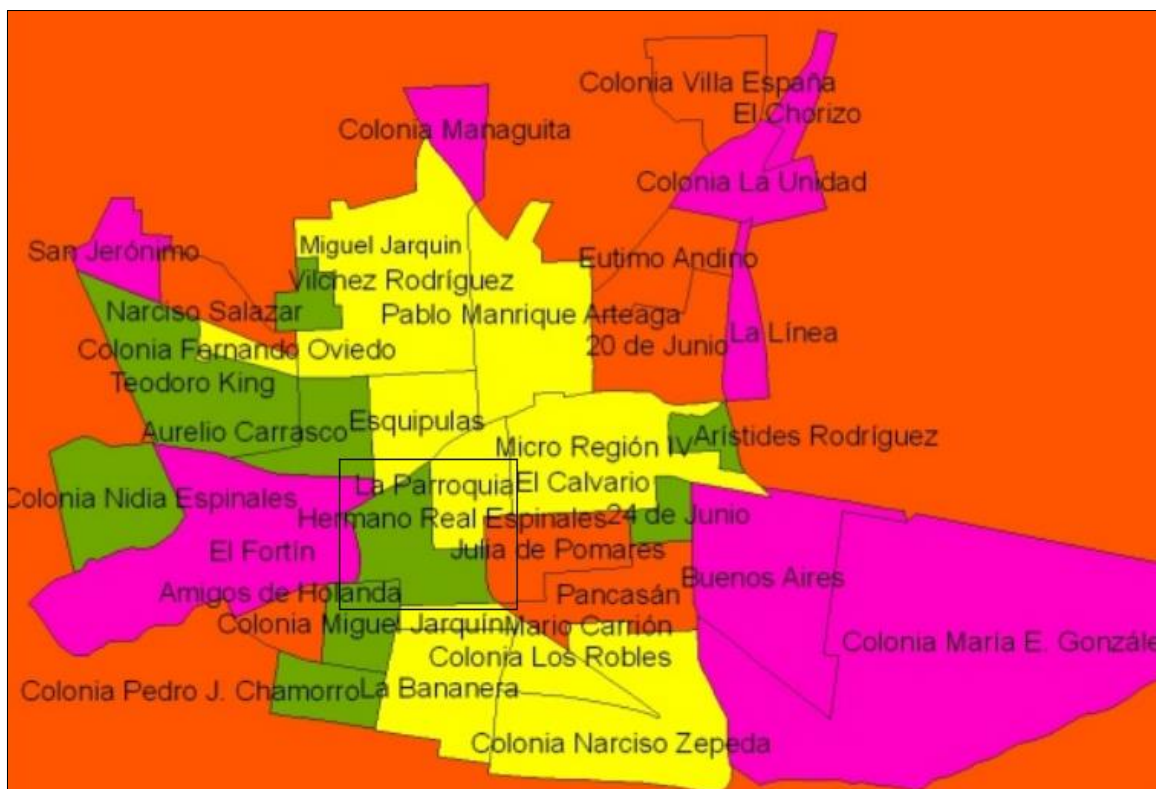 Colonia Villa España
El Chorizo
Colonia Managuita
Colonia La Unidad
San Jerónimo
Miguel Jarquin
Eutimo Andino
Vilchez Rodríguez
Narciso Salazar
Pablo Manrique Arteaga
20 de Junio
La Línea
Colonia Fernando Oviedo
Teodoro King
Esquipulas
Aurelio Carrasco
Micro Región IV
Arístides Rodríguez
La Parroquia
El Calvario
Colonia Nidia Espinales
Hermano Real Espinales
24 de Junio
El Fortín
Julia de Pomares
Buenos Aires
Amigos de Holanda
Pancasán
Colonia Miguel Jarquín
Mario Carrión
Colonia María E. Gonzále
Colonia Los Robles
Colonia Pedro J. Chamorro
La Bananera
Colonia Narciso Zepeda